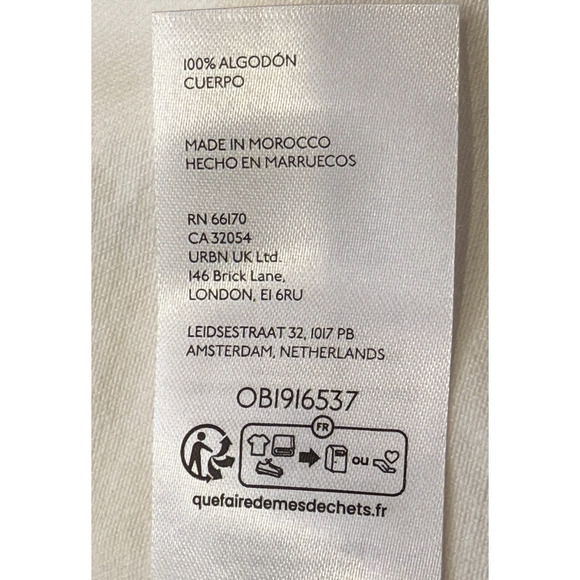 100% ALGODÓN
CUERPO
MADE IN MOROCCO
HECHO EN MARRUECOS
RN 66170
CA 32054
URBN UK Ltd.
146 Brick Lane,
LONDON, E1 6RU
LEIDSESTRAAT 32, 1017 PB
AMSTERDAM, NETHERLANDS
OB1916537
FR
ou
quefairedemesdechets.fr